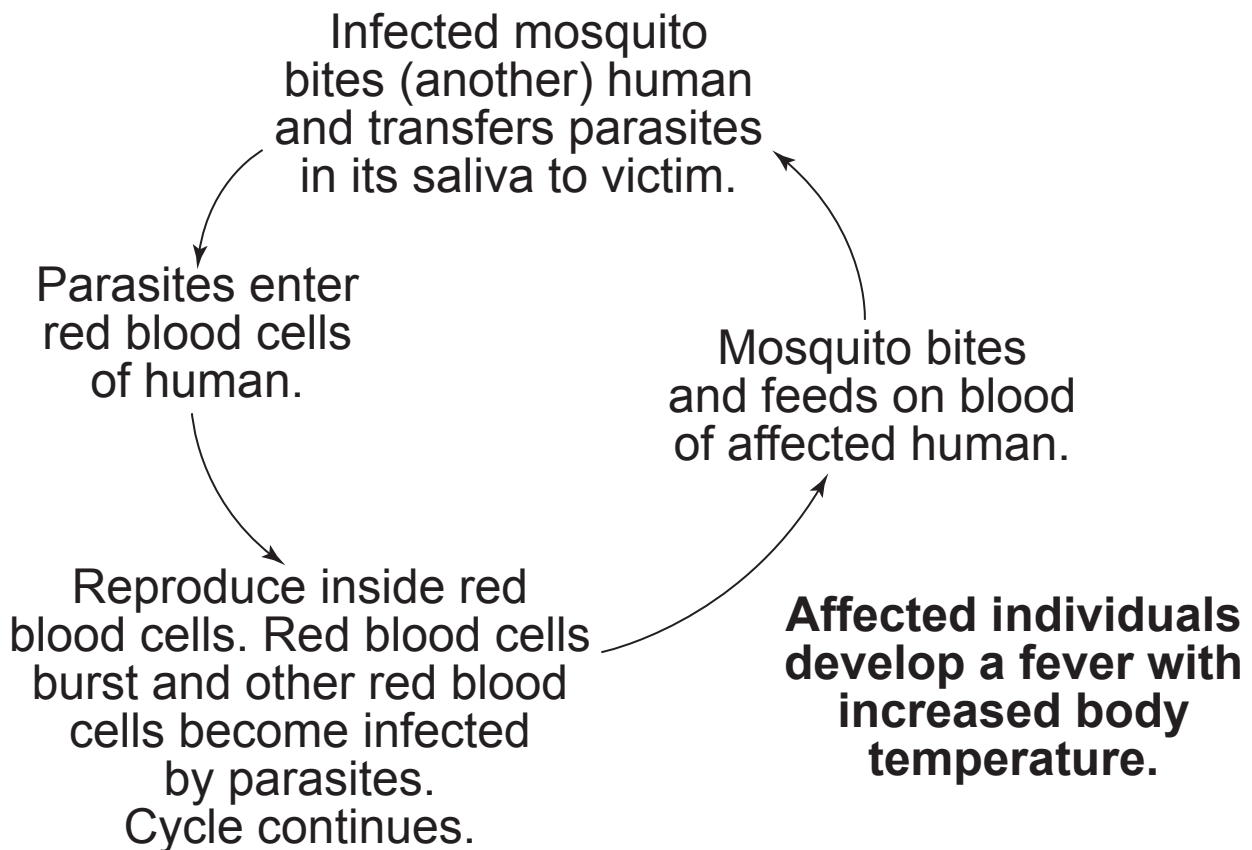 Infected mosquito
bites (another) human
and transfers parasites
in its saliva to victim.
Parasites enter
red blood cells
of human.
Reproduce inside red
blood cells. Red blood cells
burst and other red blood
cells become infected
by parasites.
Cycle continues.
Mosquito bites
and feeds on blood
of affected human.
Affected individuals
develop a fever with
increased body
temperature.